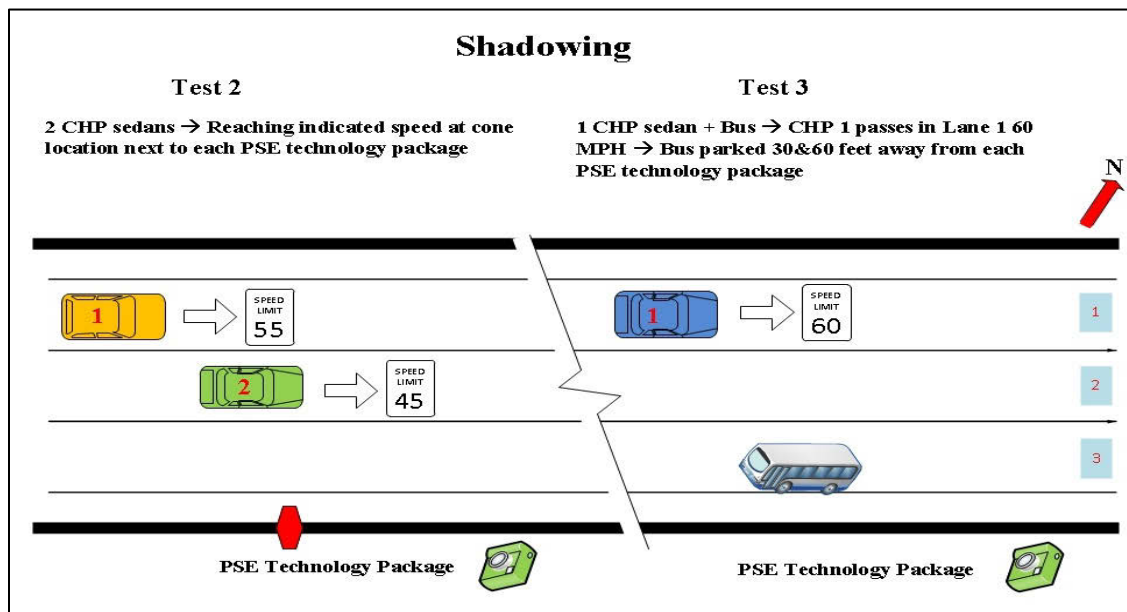 Shadowing
Test 2
2 CHP sedans → Reaching indicated speed at cone
location next to each PSE technology package
Test 3
1 CHP sedan + Bus → CHP 1 passes in Lane 1 60
MPH → Bus parked 30&60 feet away from each
PSE technology package
N
1
SPEED
LIMIT
55
2
SPEED
LIMIT
45
1
SPEED
LIMIT
60
1
2
3
PSE Technology Package
PSE Technology Package